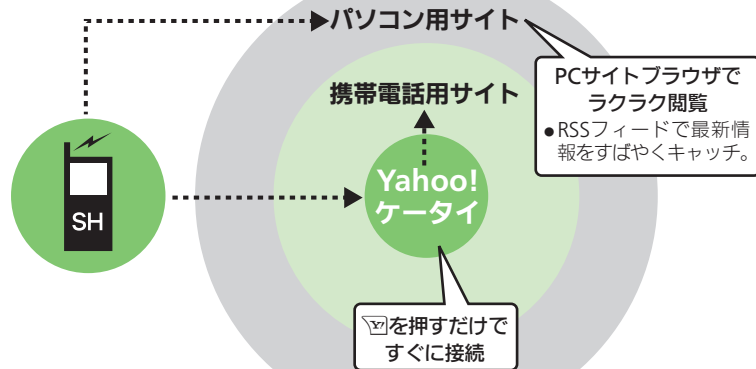 パソコン用サイト
PCサイトブラウザで
ラクラク閲覧
●RSSフィードで最新情
報をすばやくキャッチ。
携帯電話用サイト
Yahoo!
ケータイ
SH
を押すだけで
すぐに接続